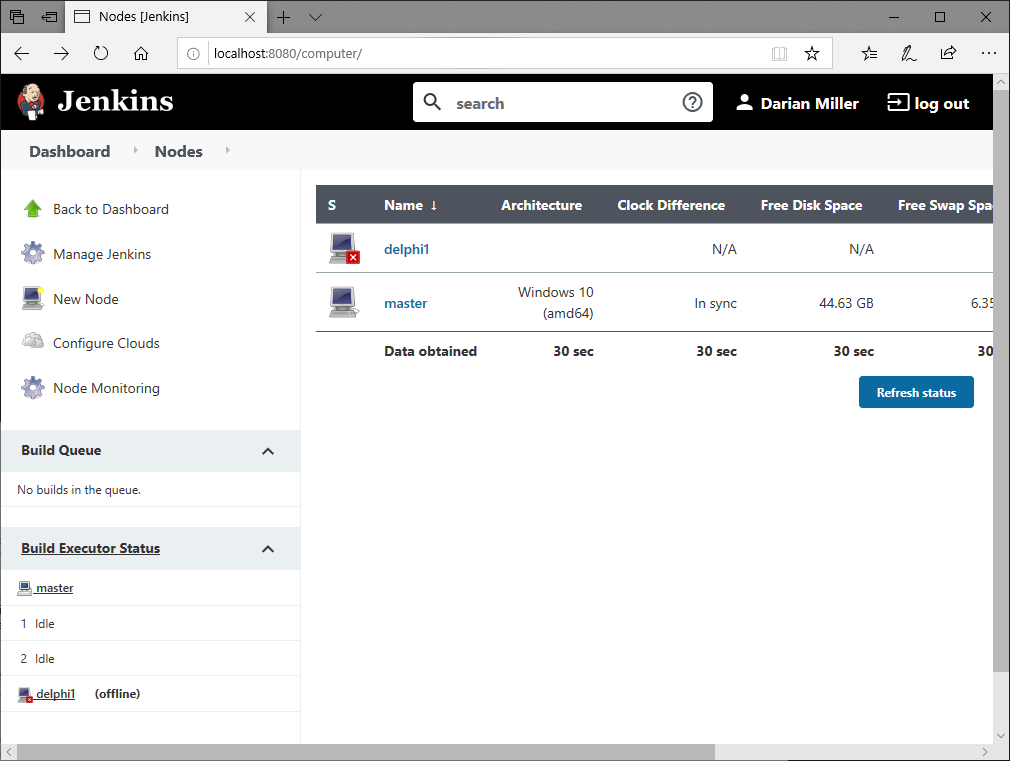 Nodes [Jenkins]
localhost:8080/computer/
Jenkins
search
Darian Miller
log out
Dashboard
Nodes
Back to Dashboard
Manage Jenkins
New Node
Configure Clouds
Node Monitoring
Build Queue
No builds in the queue.
Build Executor Status
master
1 Idle
2 Idle
delphi1 (offline)
S Name ↓ Architecture Clock Difference Free Disk Space Free Swap
delphi1 N/A N/A
master Windows 10 (amd64) In sync 44.63 GB 6.35
Data obtained 30 sec 30 sec 30 sec 30
Refresh status